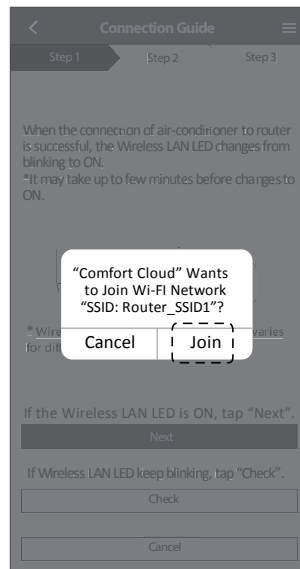 Connection Guide
Step 1
Step 2
Step 3
When the connection of air-conditioner to router
is successful, the Wireless LAN LED changes from
blinking to ON.
*It may take up to few minutes before changes to
ON.
"Comfort Cloud" Wants
to Join Wi-FI Network
"SSID: Router_SSID1"?
* Wire
varies
for dif
Cancel
Join
If the Wireless LAN LED is ON, tap "Next".
Next
If Wireless LAN LED keep blinking, tap "Check".
Check
Cancel